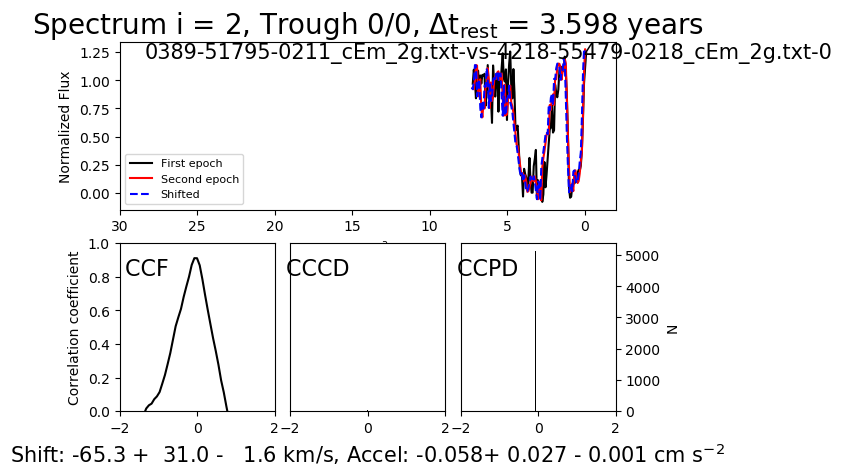 Spectrum i = 2, Trough 0/0, Δt_rest = 3.598 years
0389-51795-0211_cEm_2g.txt-vs-4218-55479-0218_cEm_2g.txt-0
Normalized Flux
1.25
1.00
0.75
0.50
0.25
0.00
First epoch
Second epoch
Shifted
30 25 20 15 10 5 0
Correlation coefficient
1.0
0.8
0.6
0.4
0.2
0.0
CCF
CCCD
CCPD
5000
4000
3000
2000
1000
0
N
−2 0 2
−2 0 2
−2 0 2
Shift: -65.3 + 31.0 - 1.6 km/s, Accel: -0.058+ 0.027 - 0.001 cm s⁻²